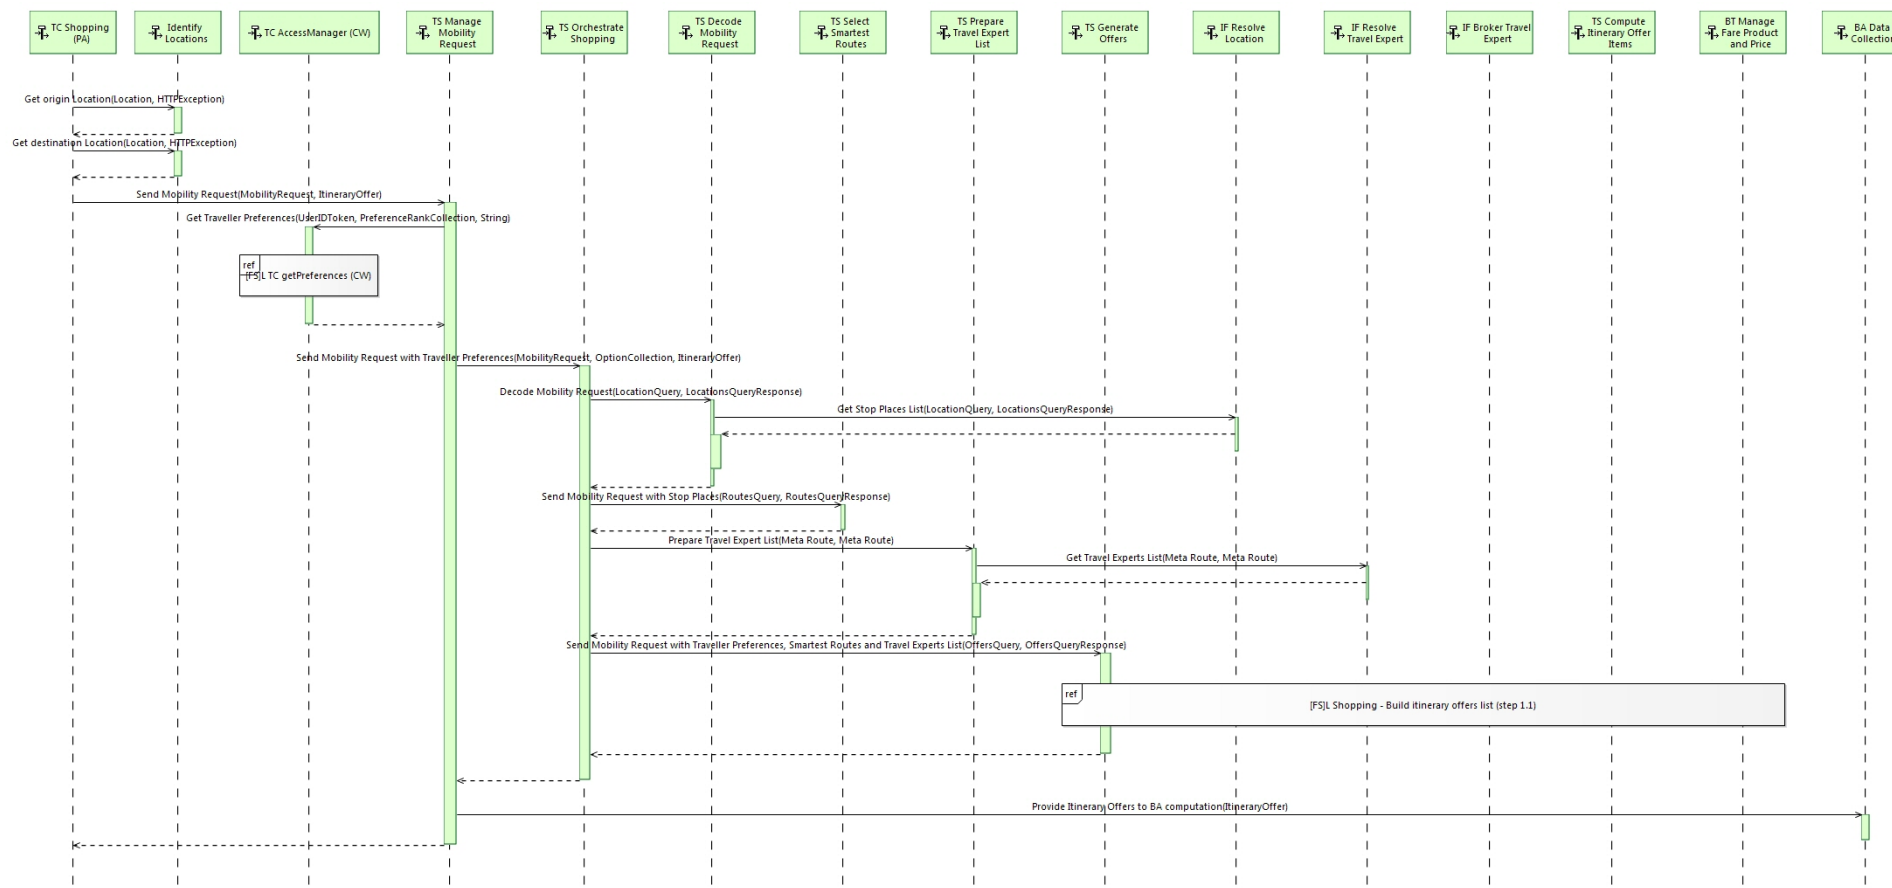 TC Shopping
(PA)
Identify
Locations
TC AccessManager (CW)
TS Manage
Mobility
Request
TS Orchestrate
Shopping
TS Decode
Mobility
Request
TS Select
Smartest
Routes
TS Prepare
Travel Expert
List
TS Generate
Offers
IF Resolve
Location
IF Resolve
Travel Expert
IF Broker Travel
Expert
TS Compute
Itinerary Offer
Items
BT Manage
Fare Product
and Price
BA Data
Collection
Get origin Location(Location, HTTPException)
Get destination Location(Location, HTTPException)
Send Mobility Request(MobilityRequest, ItineraryOffer)
Get Traveller Preferences(UserIDToken, PreferenceRankCollection, String)
ref
[FS]L TC getPreferences (CW)
Send Mobility Request with Traveller Preferences(MobilityRequest, OptionCollection, ItineraryOffer)
Decode Mobility Request(LocationQuery, LocationsQueryResponse)
Get Stop Places List(LocationQuery, LocationsQueryResponse)
Send Mobility Request with Stop Places(RoutesQuery, RoutesQueryResponse)
Prepare Travel Expert List(Meta Route, Meta Route)
Get Travel Experts List(Meta Route, Meta Route)
Send Mobility Request with Traveller Preferences, Smartest Routes and Travel Experts List(OffersQuery, OffersQueryResponse)
ref
[FS]L Shopping - Build itinerary offers list (step 1.1)
Provide Itinerary Offers to BA computation(ItineraryOffer)